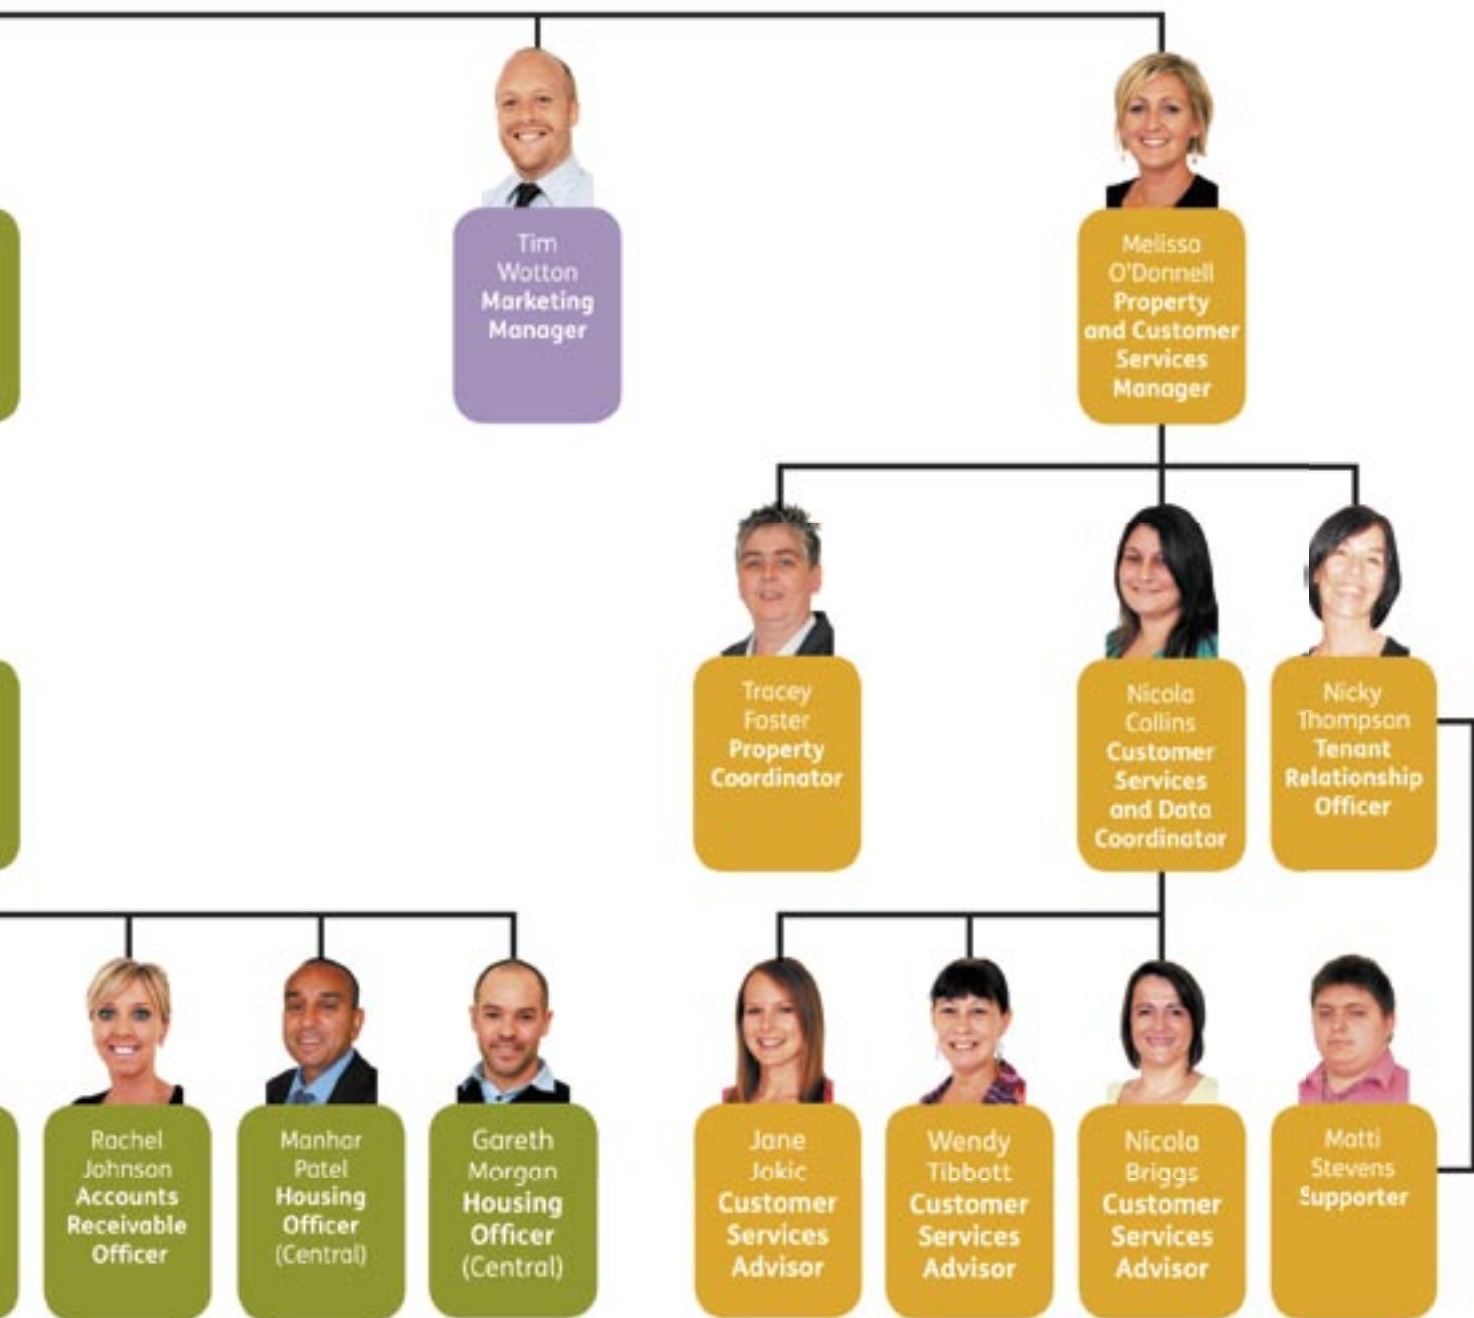 Tim
Wotton
Marketing
Manager
Melissa
O'Donnell
Property
and Customer
Services
Manager
Tracey
Foster
Property
Coordinator
Nicola
Collins
Customer
Services
and Data
Coordinator
Nicky
Thompson
Tenant
Relationship
Officer
Rachel
Johnson
Accounts
Receivable
Officer
Manhar
Patel
Housing
Officer
(Central)
Gareth
Morgan
Housing
Officer
(Central)
Jane
Jokic
Customer
Services
Advisor
Wendy
Tibbott
Customer
Services
Advisor
Nicola
Briggs
Customer
Services
Advisor
Matti
Stevens
Supporter